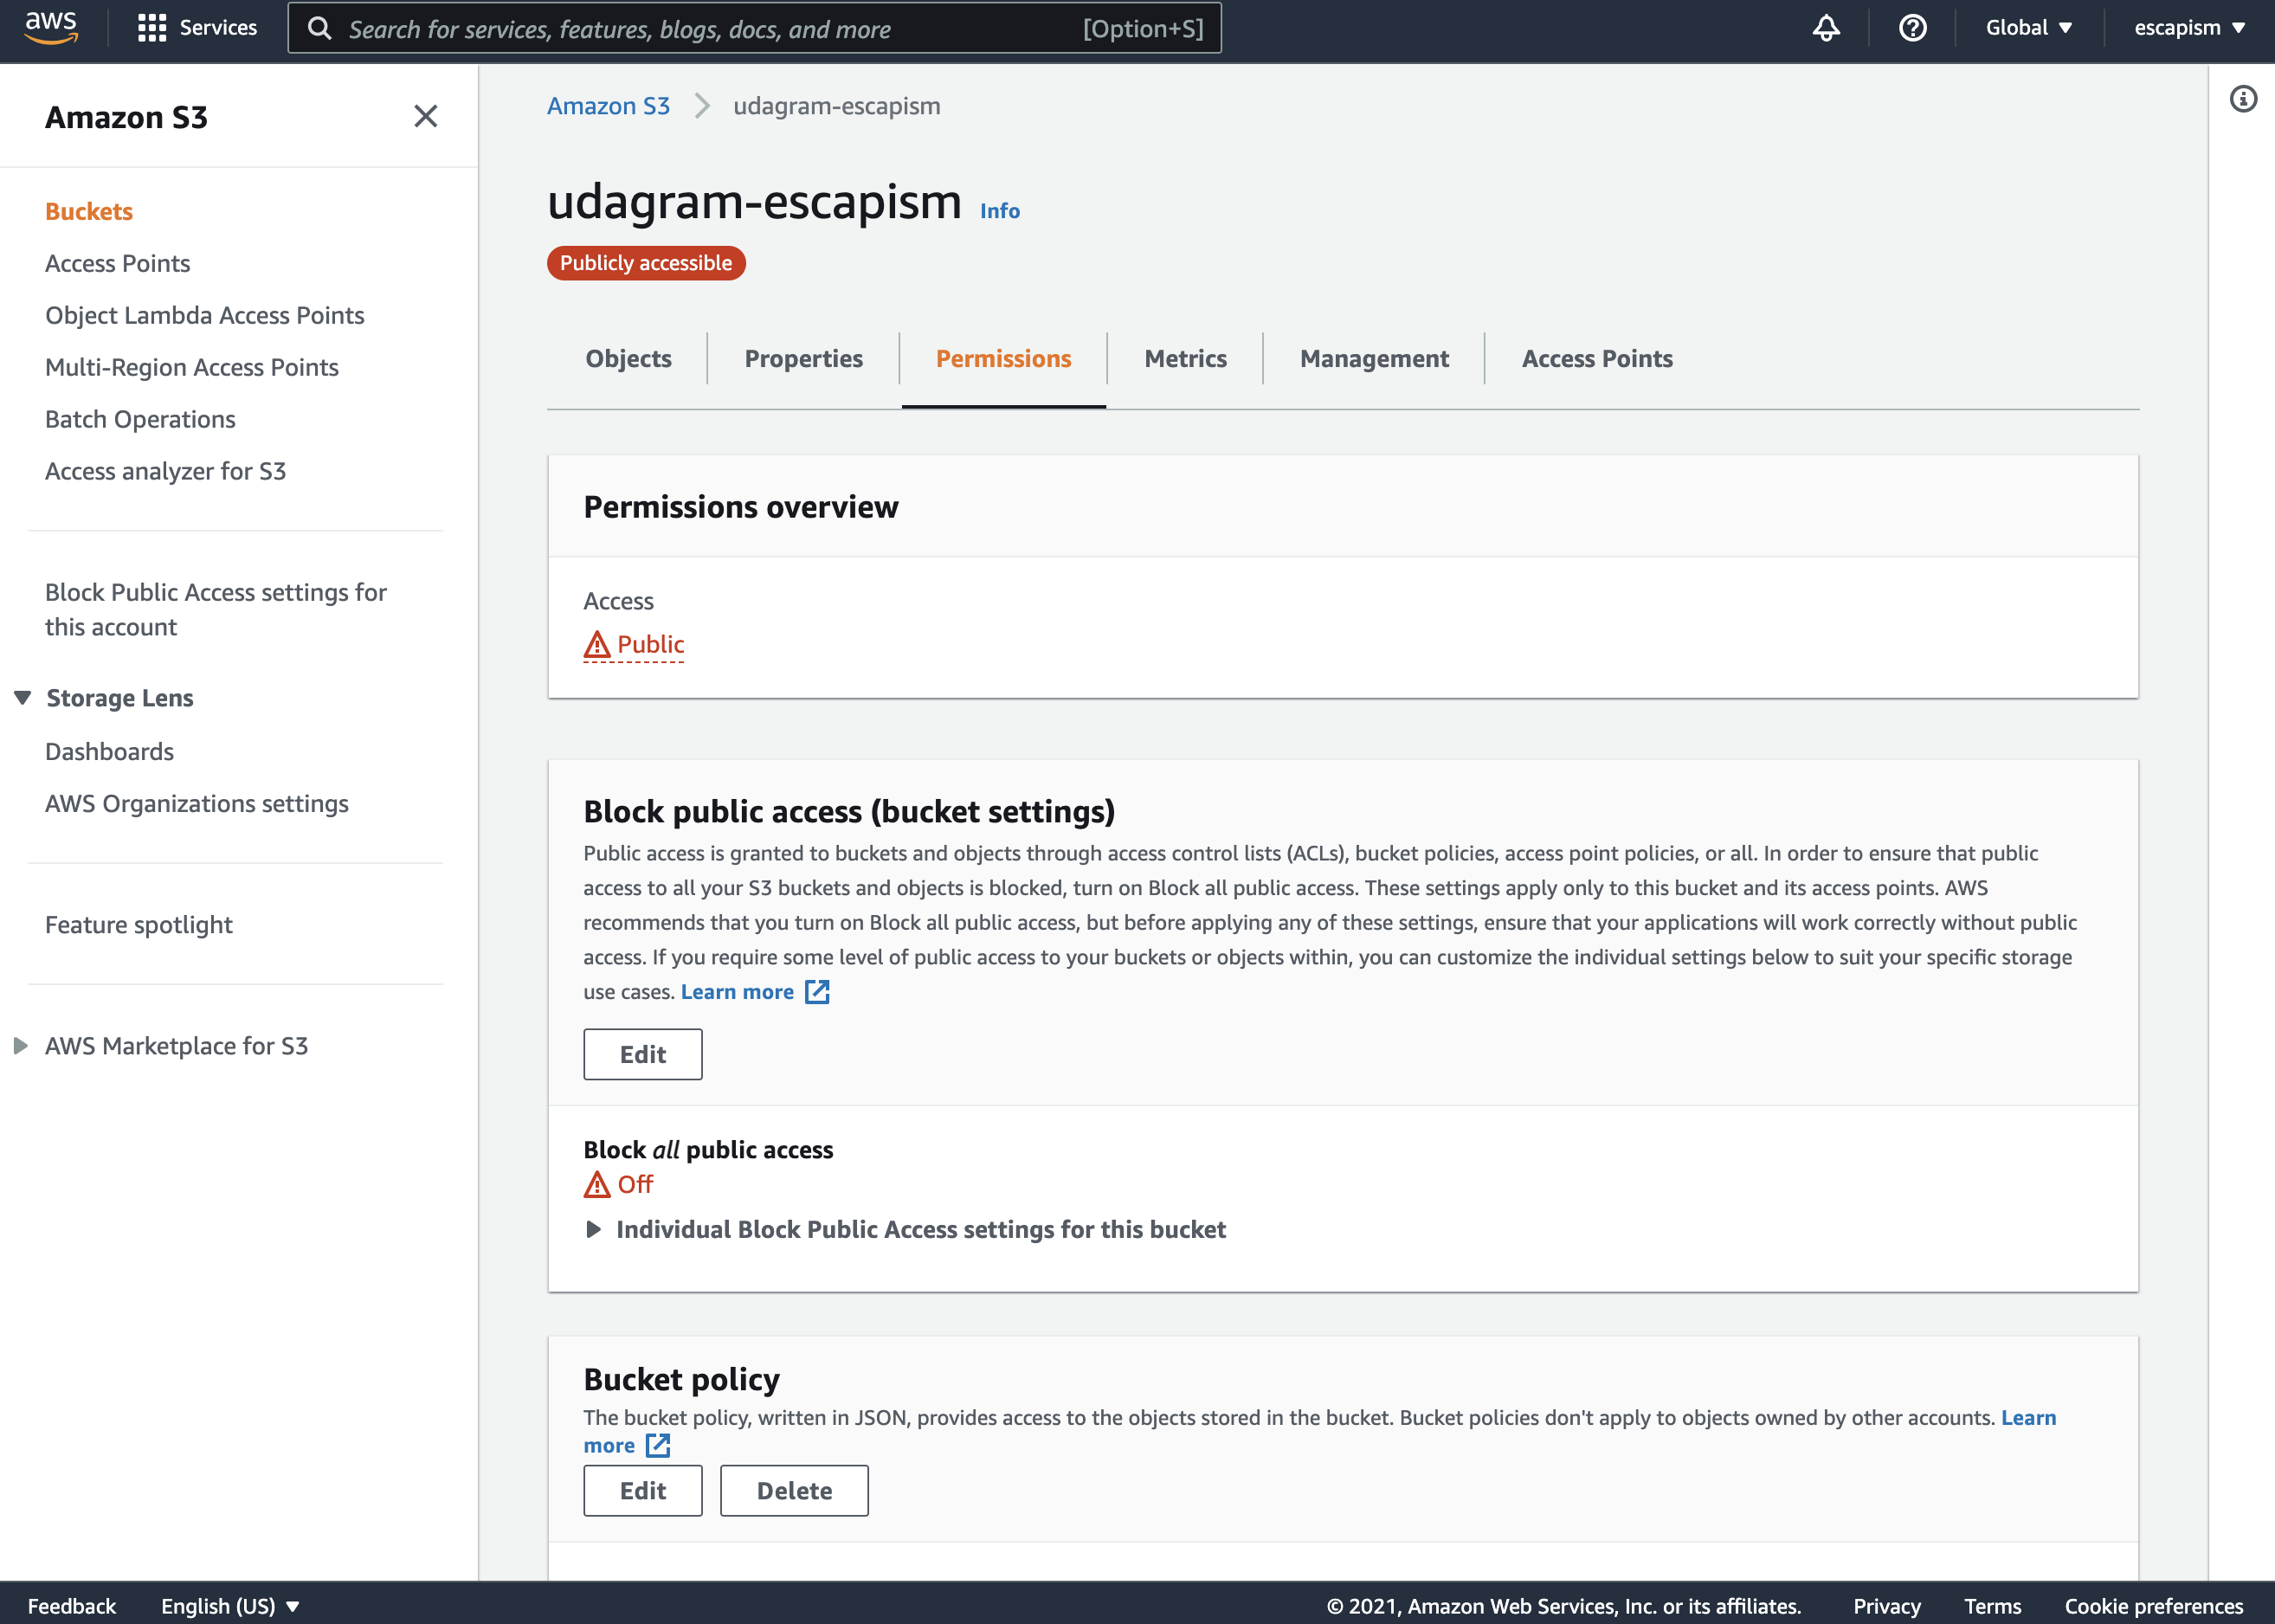 aws
Services
Search for services, features, blogs, docs, and more
[Option+S]
Global
escapism
Amazon S3
Buckets
Access Points
Object Lambda Access Points
Multi-Region Access Points
Batch Operations
Access analyzer for S3
Block Public Access settings for
this account
Storage Lens
Dashboards
AWS Organizations settings
Feature spotlight
AWS Marketplace for S3
Amazon S3
udagram-escapism
udagram-escapism Info
Publicly accessible
Objects
Properties
Permissions
Metrics
Management
Access Points
Permissions overview
Access
Public
Block public access (bucket settings)
Public access is granted to buckets and objects through access control lists (ACLs), bucket policies, access point policies, or all. In order to ensure that public
access to all your S3 buckets and objects is blocked, turn on Block all public access. These settings apply only to this bucket and its access points. AWS
recommends that you turn on Block all public access, but before applying any of these settings, ensure that your applications will work correctly without public
access. If you require some level of public access to your buckets or objects within, you can customize the individual settings below to suit your specific storage
use cases. Learn more
Edit
Block all public access
Off
Individual Block Public Access settings for this bucket
Bucket policy
The bucket policy, written in JSON, provides access to the objects stored in the bucket. Bucket policies don't apply to objects owned by other accounts. Learn
more
Edit
Delete
Feedback
English (US)
© 2021, Amazon Web Services, Inc. or its affiliates.
Privacy
Terms
Cookie preferences